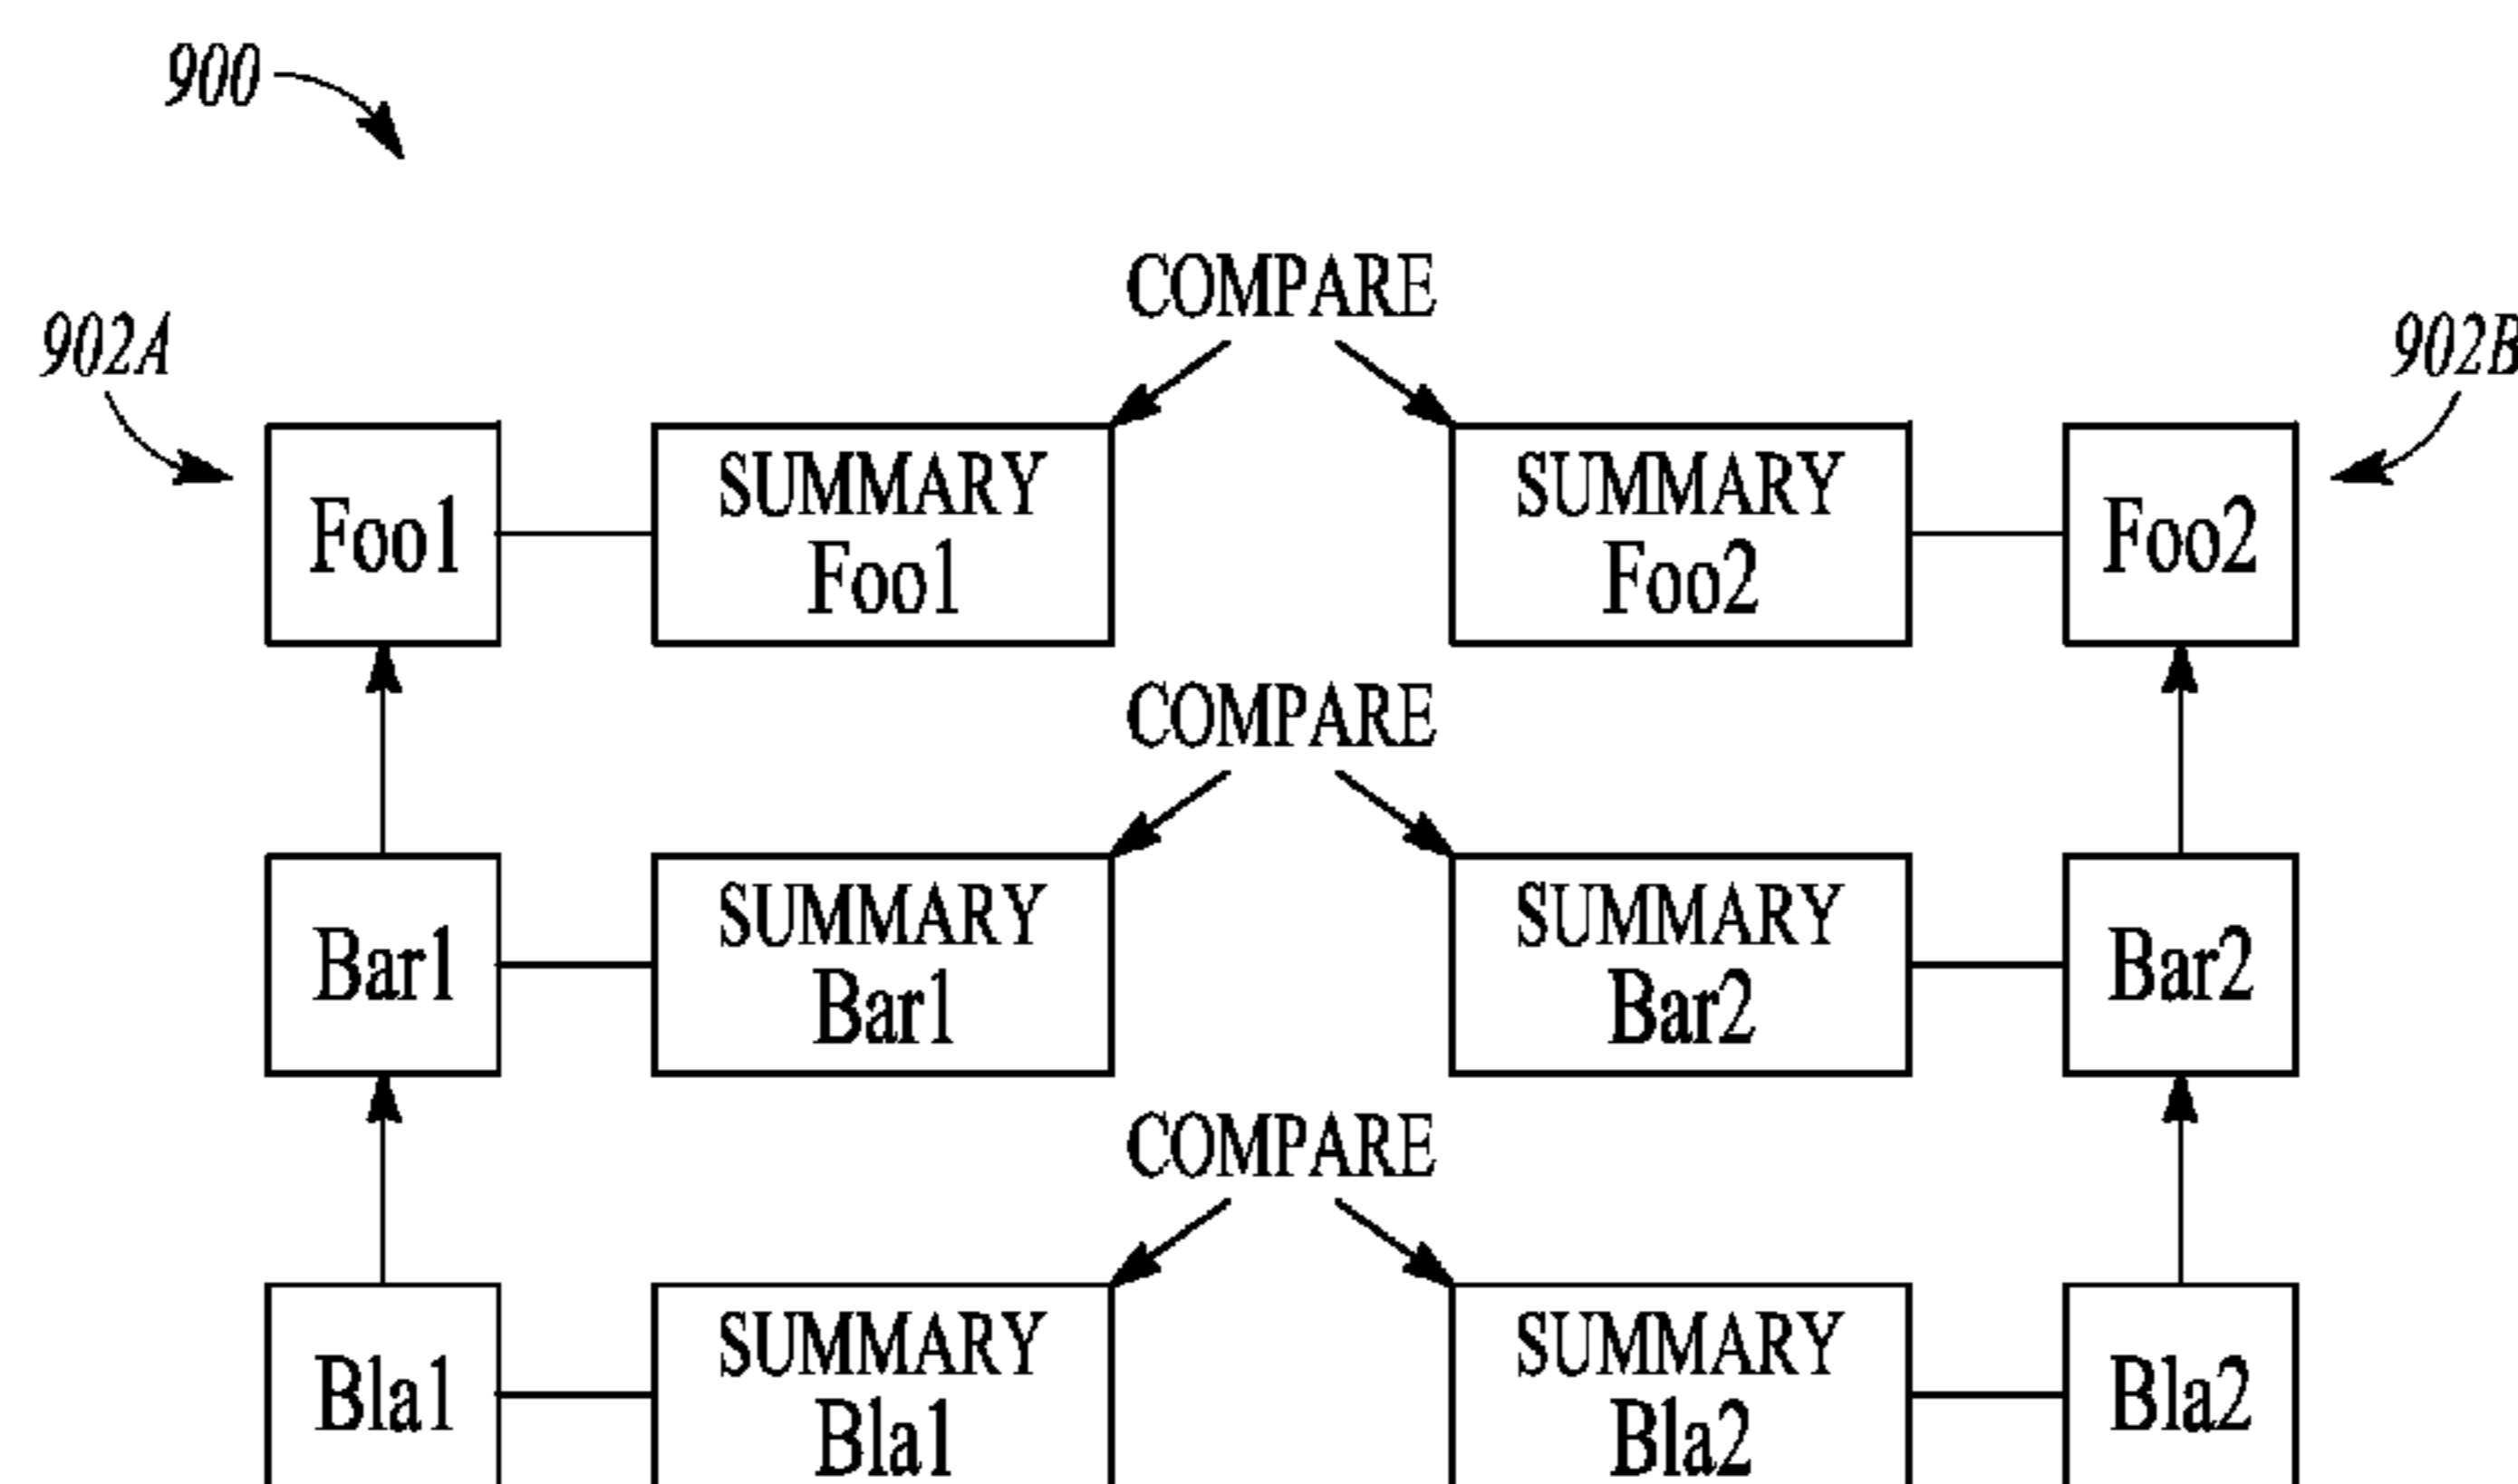 900
COMPARE
902A
902B
Foo1
SUMMARY
Foo1
SUMMARY
Foo2
Foo2
COMPARE
Bar1
SUMMARY
Bar1
SUMMARY
Bar2
Bar2
COMPARE
Bla1
SUMMARY
Bla1
SUMMARY
Bla2
Bla2